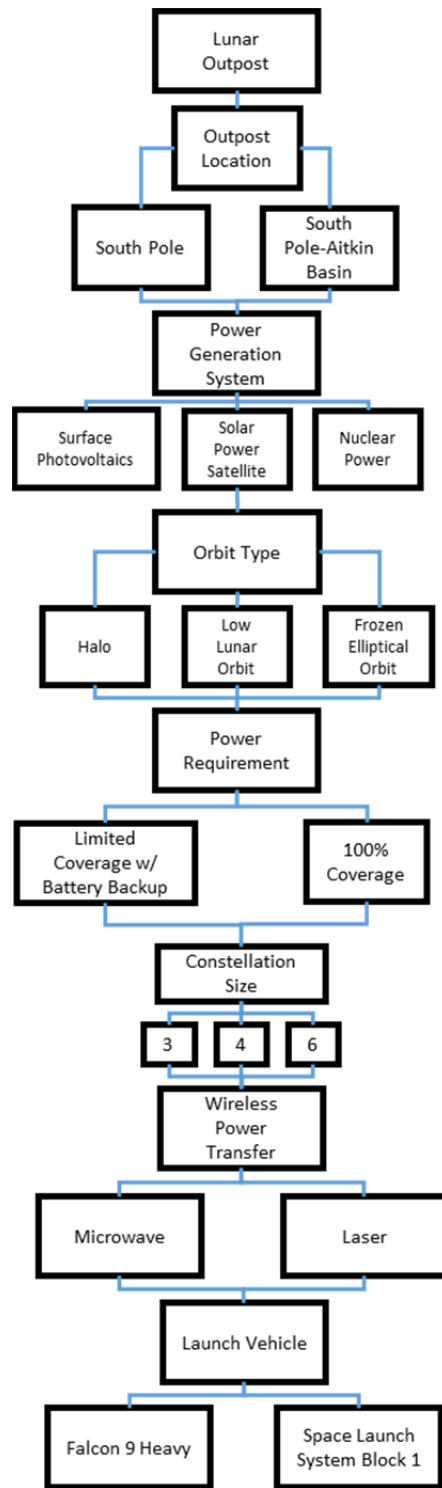 Lunar
Outpost
Outpost
Location
South Pole
South
Pole-Aitkin
Basin
Power
Generation
System
Surface
Photovoltaics
Solar
Power
Satellite
Nuclear
Power
Orbit Type
Halo
Low
Lunar
Orbit
Frozen
Elliptical
Orbit
Power
Requirement
Limited
Coverage w/
Battery Backup
100%
Coverage
Constellation
Size
3
4
6
Wireless
Power
Transfer
Microwave
Laser
Launch Vehicle
Falcon 9 Heavy
Space Launch
System Block 1